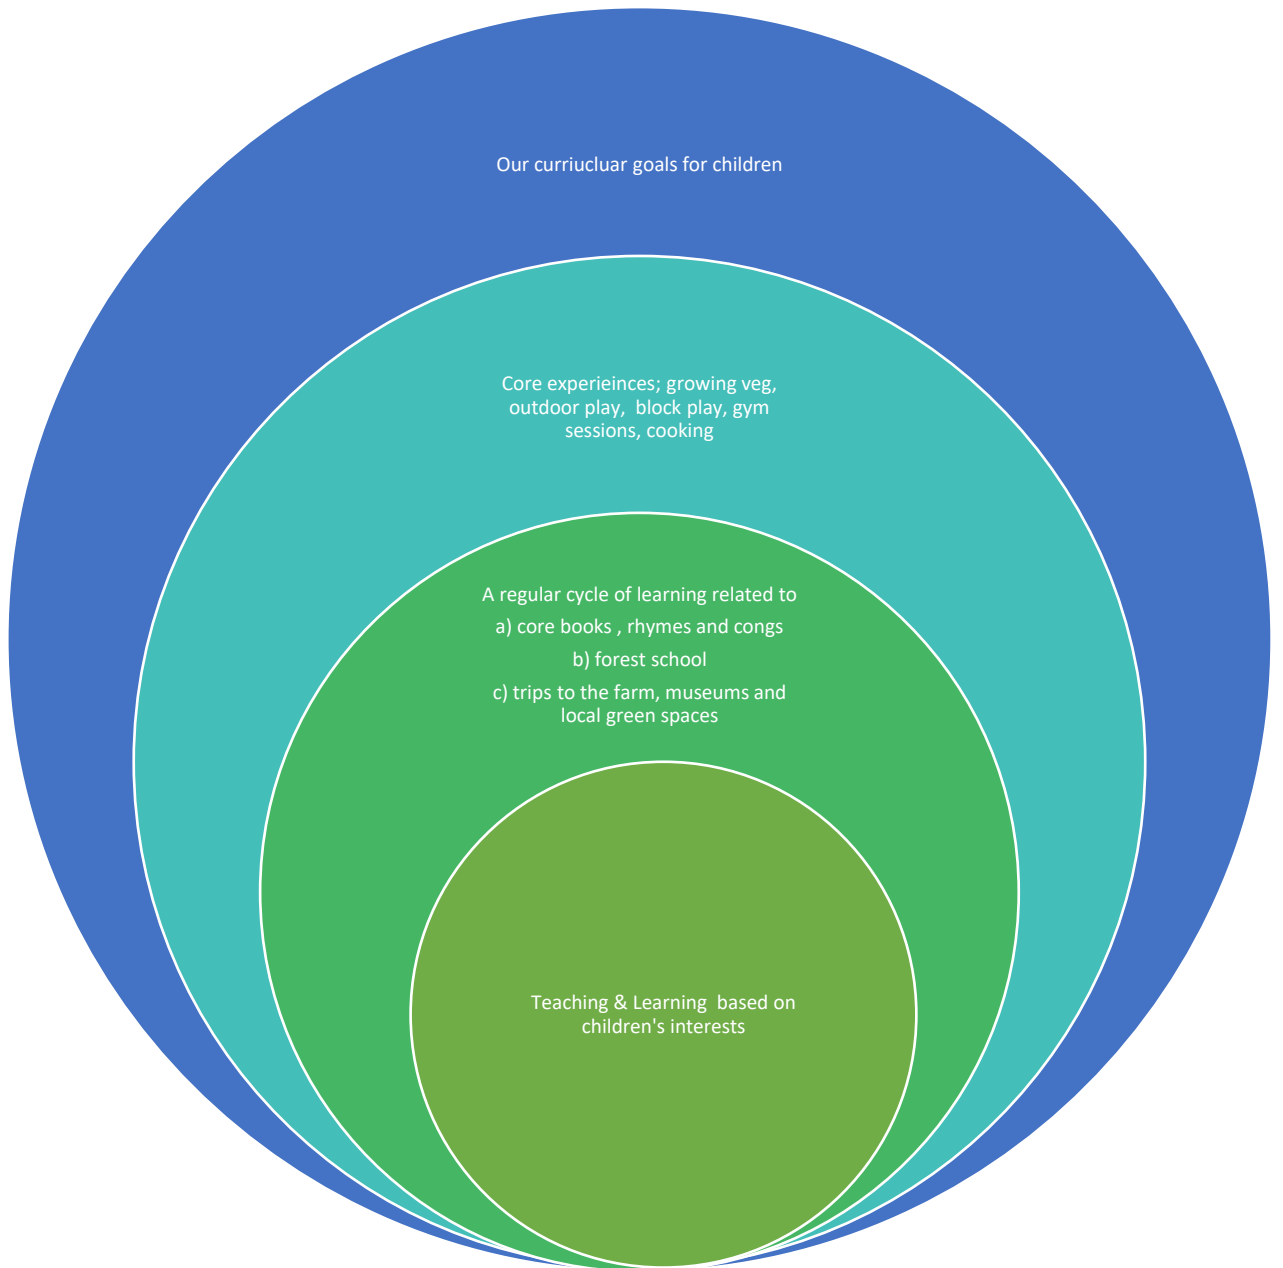 Our curriucluar goals for children
Core experieinces; growing veg,
outdoor play,  block play, gym
sessions, cooking
A regular cycle of learning related to
a) core books , rhymes and congs
b) forest school
c) trips to the farm, museums and
local green spaces
Teaching & Learning  based on
children's interests